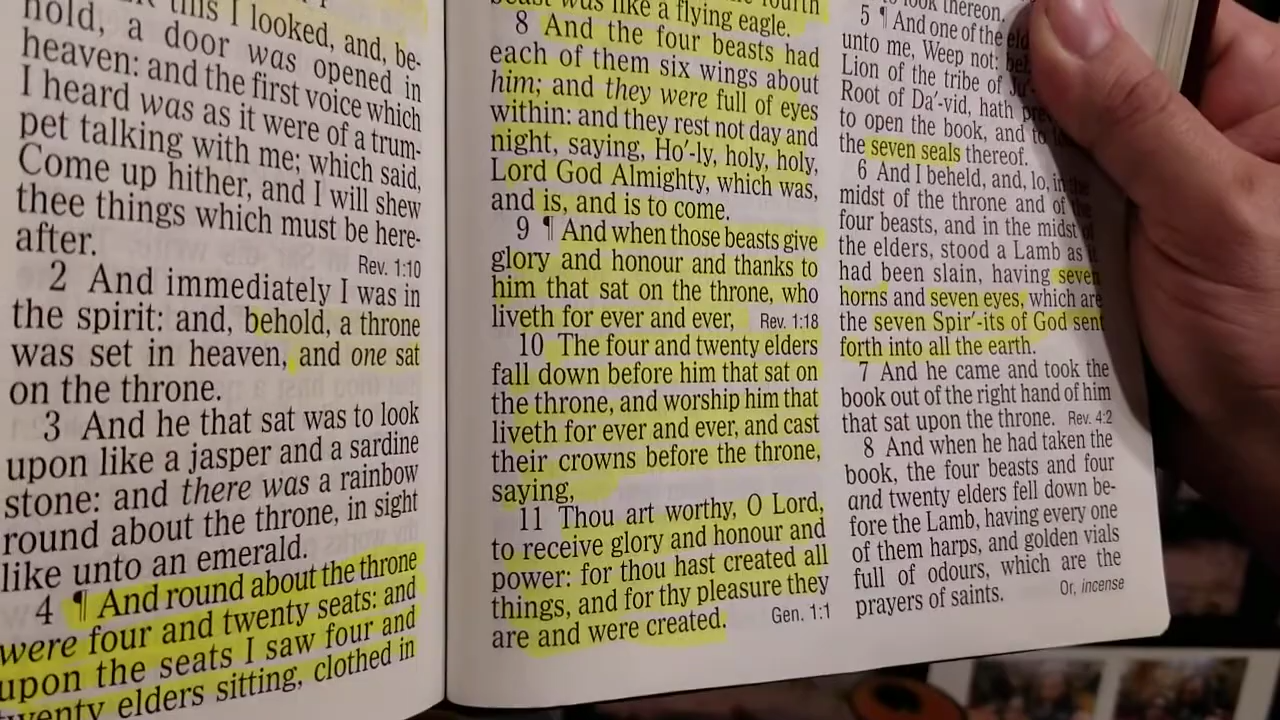 this I looked, and, be-
hold, a door was opened in
heaven: and the first voice which
I heard was as it were of a trum-
pet talking with me; which said,
Come up hither, and I will shew
thee things which must be here-
after.
Rev. 1:10
2 And immediately I was in
the spirit: and, behold, a throne
was set in heaven, and one sat
on the throne.
3 And he that sat was to look
upon like a jasper and a sardine
stone: and there was a rainbow
round about the throne, in sight
like unto an emerald.
4 ¶ And round about the throne
were four and twenty seats: and
upon the seats I saw four and
twenty elders sitting, clothed in
beast was like a flying eagle.
8 And the four beasts had
each of them six wings about
him; and they were full of eyes
within: and they rest not day and
night, saying, Ho′-ly, holy, holy,
Lord God Almighty, which was,
and is, and is to come.
9 ¶ And when those beasts give
glory and honour and thanks to
him that sat on the throne, who
liveth for ever and ever, Rev. 1:18
10 The four and twenty elders
fall down before him that sat on
the throne, and worship him that
liveth for ever and ever, and cast
their crowns before the throne,
saying,
11 Thou art worthy, O Lord,
to receive glory and honour and
power: for thou hast created all
things, and for thy pleasure they
are and were created. Gen. 1:1
look thereon.
5 ¶ And one of the
unto me, Weep not:
Lion of the tribe of
Root of Da′-vid, hath
to open the book, and to
the seven seals thereof.
6 And I beheld, and, lo, in the
midst of the throne and of the
four beasts, and in the midst of
the elders, stood a Lamb as it
had been slain, having seven
horns and seven eyes, which are
the seven Spir′-its of God sent
forth into all the earth.
7 And he came and took the
book out of the right hand of him
that sat upon the throne. Rev. 4:2
8 And when he had taken the
book, the four beasts and four
and twenty elders fell down be-
fore the Lamb, having every one
of them harps, and golden vials
full of odours, which are the
prayers of saints. Or, incense